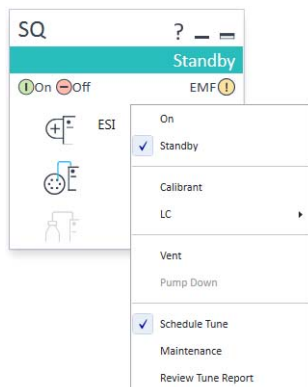 SQ ?
Standby
On Off EMF
ESI
On
Standby
Calibrant
LC
Vent
Pump Down
Schedule Tune
Maintenance
Review Tune Report